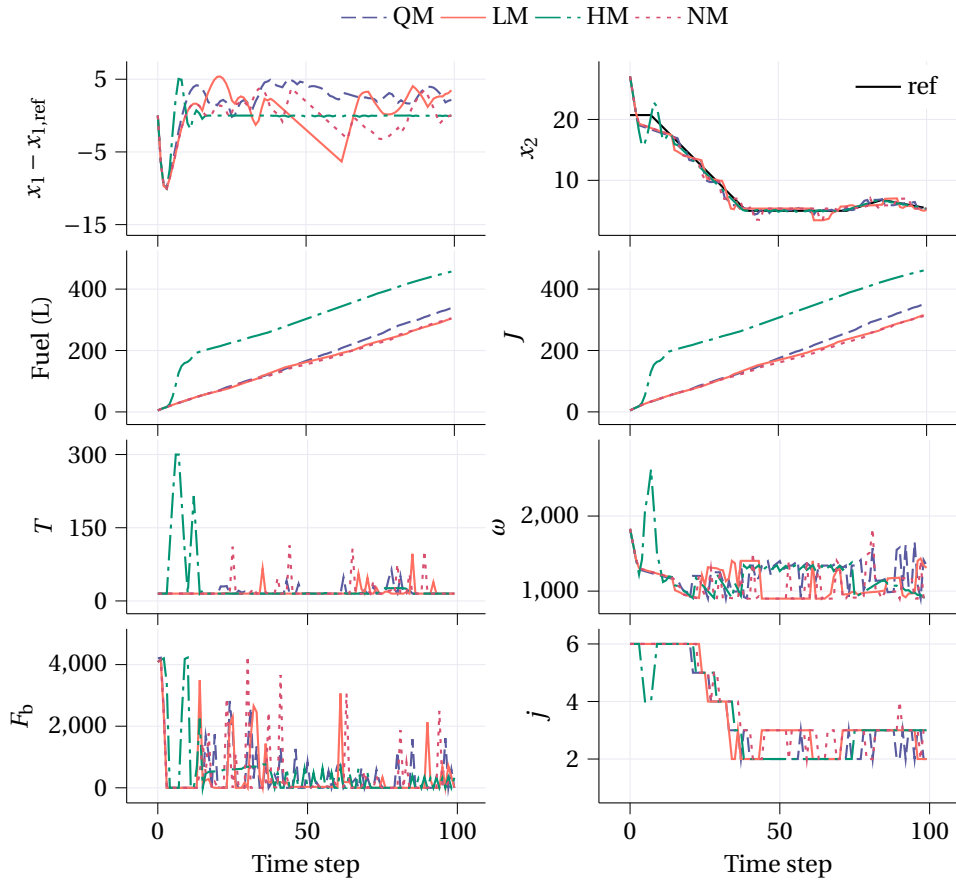 QM LM HM NM
x1 − x1,ref
5
−5
−15
x2
20
10
ref
Fuel (L)
400
200
0
J
400
200
0
T
300
150
0
ω
2,000
1,000
Fb
4,000
2,000
0
j
6
4
2
0 50 100
Time step
0 50 100
Time step